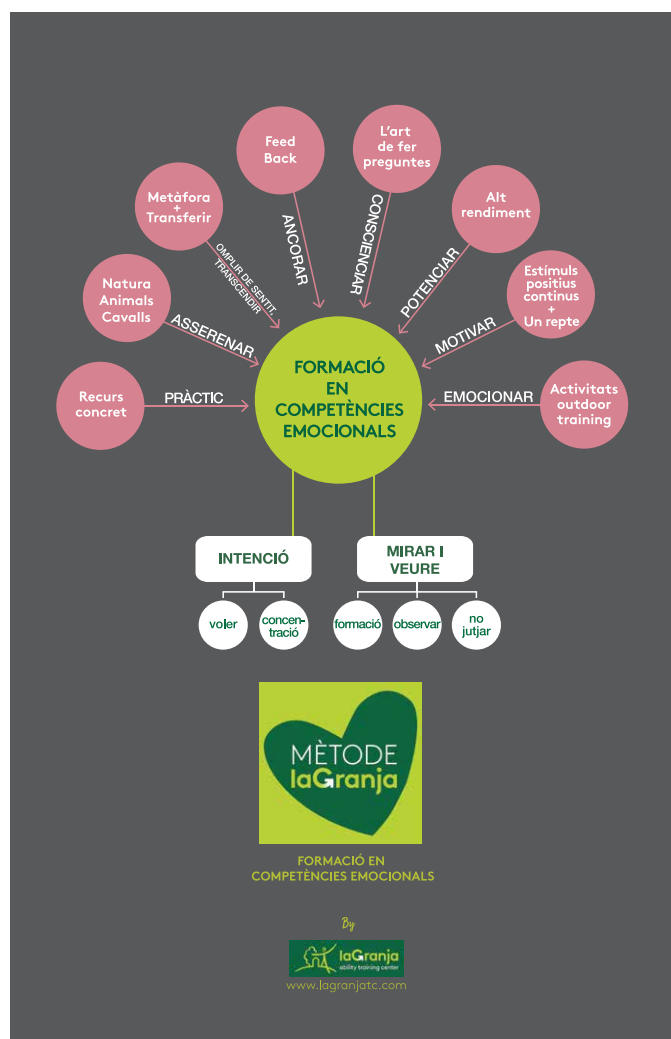 Feed
Back
L’art
de fer
preguntes
Metàfora
+
Transferir
Alt
rendiment
Natura
Animals
Cavalls
Estímuls
positius
continus
+
Un repte
Recurs
concret
Activitats
outdoor
training
PRÀCTIC
ASSERENAR
OMPLIR DE SENTIT,
TRANSCENDIR
ANCORAR
CONSCIENCIAR
POTENCIAR
MOTIVAR
EMOCIONAR
FORMACIÓ
EN
COMPETÈNCIES
EMOCIONALS
INTENCIÓ
MIRAR I
VEURE
voler
concen-
tració
formació
observar
no
jutjar
MÈTODE
laGranja
FORMACIÓ EN
COMPETÈNCIES EMOCIONALS
By
laGranja
ability training center
www.lagranjatc.com